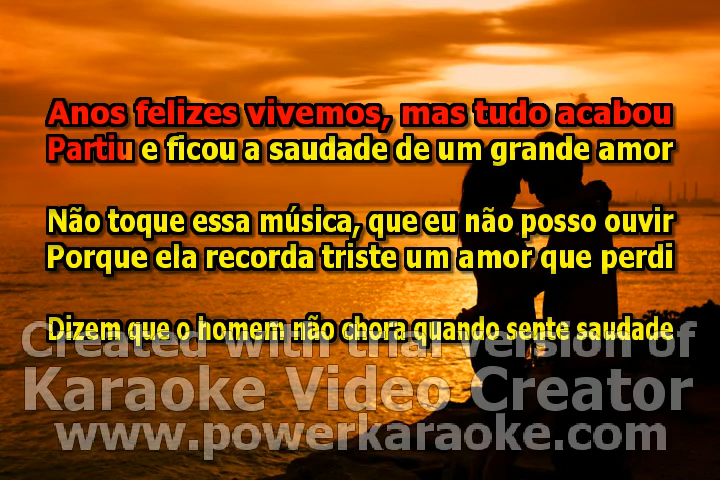 Anos felizes vivemos, mas tudo acabou
Partiu e ficou a saudade de um grande amor
Não toque essa música, que eu não posso ouvir
Porque ela recorda triste um amor que perdi
Dizem que o homem não chora quando sente saudade
Created with trial version of
Karaoke Video Creator
www.powerkaraoke.com